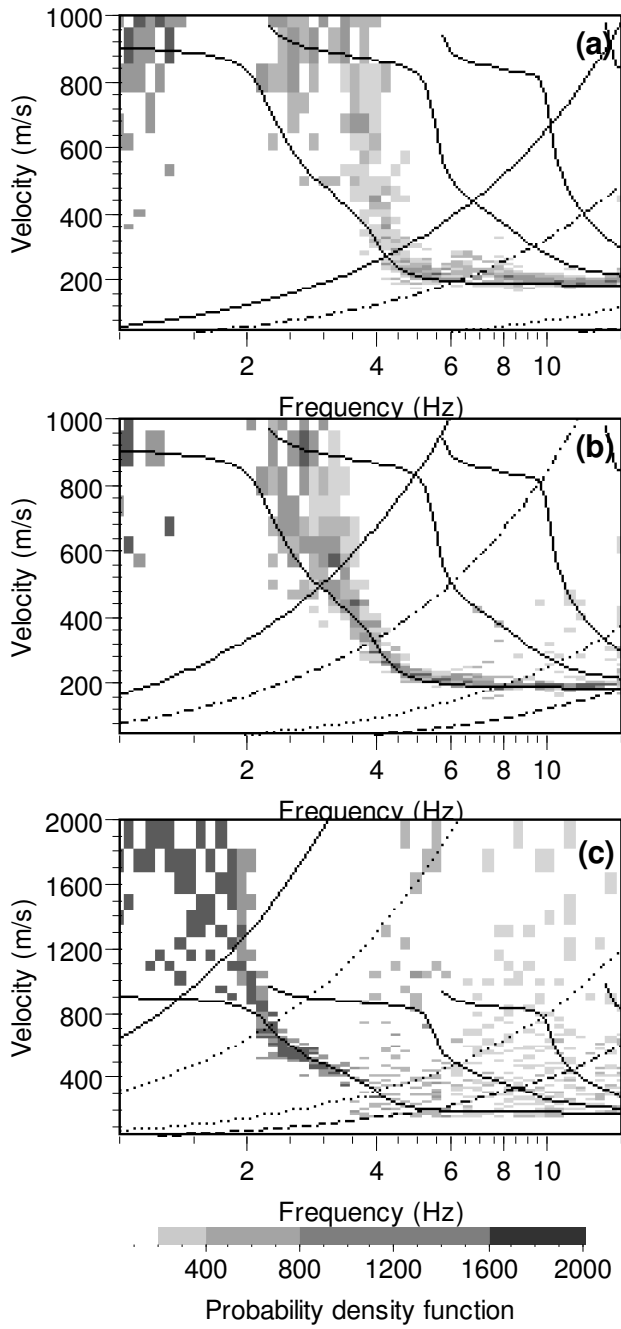 1000
(a)
800
600
400
200
Velocity (m/s)
2 4 6 8 10
Frequency (Hz)
1000
(b)
800
600
400
200
Velocity (m/s)
2 4 6 8 10
Frequency (Hz)
2000
(c)
1600
1200
800
400
Velocity (m/s)
2 4 6 8 10
Frequency (Hz)
400 800 1200 1600 2000
Probability density function